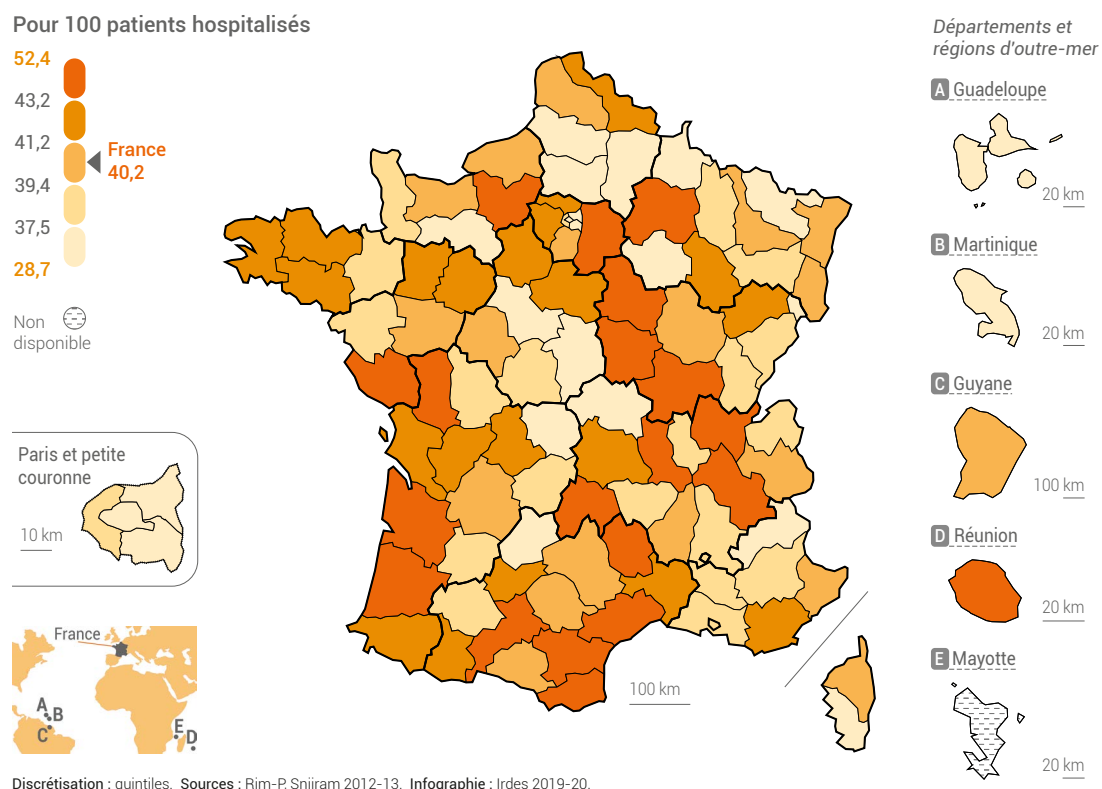 Pour 100 patients hospitalisés
52,4
43,2
41,2
39,4
37,5
28,7
France
40,2
Non
disponible
Paris et petite
couronne
10 km
France
A
B
C
E
D
100 km
Départements et
régions d'outre-mer
A Guadeloupe
20 km
B Martinique
20 km
C Guyane
100 km
D Réunion
20 km
E Mayotte
20 km
Discrétisation : quintiles. Sources : Rim-P, Sniiram 2012-13. Infographie : Irdes 2019-20.